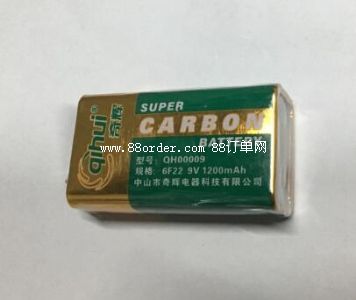 qihui®
奇辉
SUPER
CARBON
BATTERY
www.88order.com 88订单网
型号: QH00009
规格: 6F22 9V 1200mAh
中山市奇辉电器科技有限公司